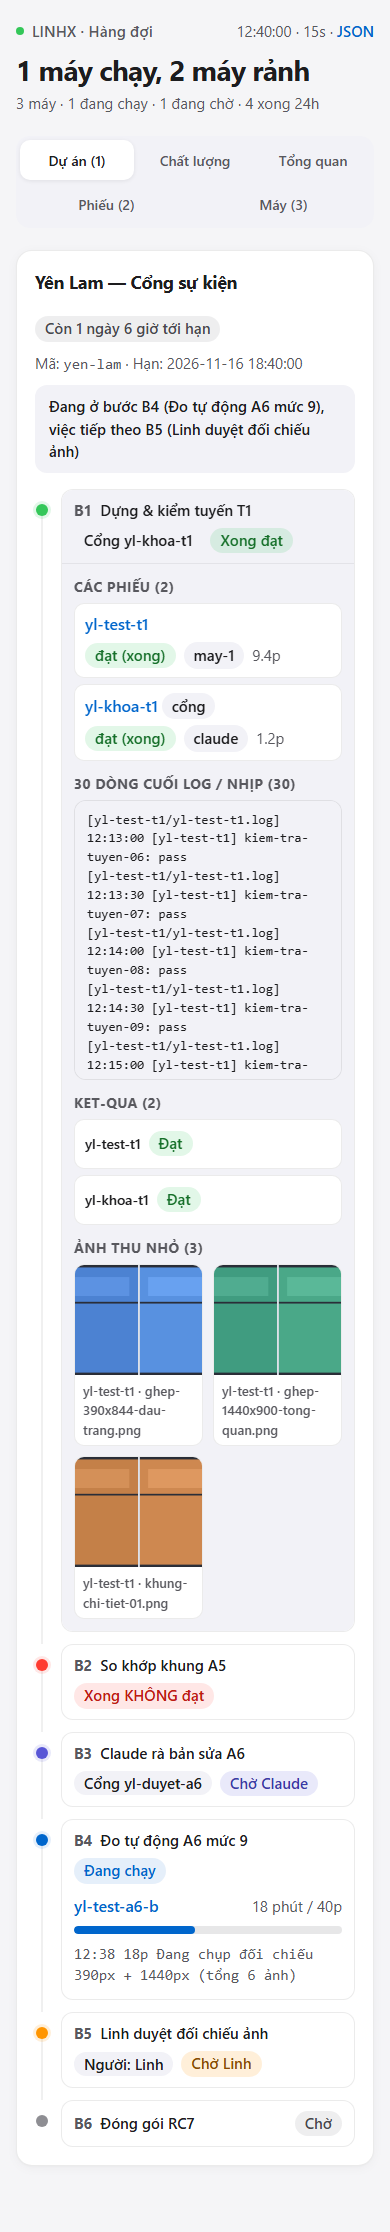 LINHX · Hàng đợi 12:40:00 · 15s · JSON
1 máy chạy, 2 máy rảnh
3 máy · 1 đang chạy · 1 đang chờ · 4 xong 24h
Dự án (1) Chất lượng Tổng quan
Phiếu (2) Máy (3)
Yên Lam — Cổng sự kiện
Còn 1 ngày 6 giờ tới hạn
Mã: yen-lam · Hạn: 2026-11-16 18:40:00
Đang ở bước B4 (Đo tự động A6 mức 9),
việc tiếp theo B5 (Linh duyệt đối chiếu
ảnh)
B1 Dựng & kiểm tuyến T1
Cổng yl-khoa-t1 Xong đạt
CÁC PHIẾU (2)
yl-test-t1
đạt (xong) may-1 9.4p
yl-khoa-t1 cổng
đạt (xong) claude 1.2p
30 DÒNG CUỐI LOG / NHỊP (30)
[yl-test-t1/yl-test-t1.log]
12:13:00 [yl-test-t1] kiem-tra-
tuyen-06: pass
[yl-test-t1/yl-test-t1.log]
12:13:30 [yl-test-t1] kiem-tra-
tuyen-07: pass
[yl-test-t1/yl-test-t1.log]
12:14:00 [yl-test-t1] kiem-tra-
tuyen-08: pass
[yl-test-t1/yl-test-t1.log]
12:14:30 [yl-test-t1] kiem-tra-
tuyen-09: pass
[yl-test-t1/yl-test-t1.log]
12:15:00 [yl-test-t1] kiem-tra-
KET-QUA (2)
yl-test-t1 Đạt
yl-khoa-t1 Đạt
ẢNH THU NHỎ (3)
yl-test-t1 · ghep-
390x844-dau-
trang.png
yl-test-t1 · ghep-
1440x900-tong-
quan.png
yl-test-t1 · khung-
chi-tiet-01.png
B2 So khớp khung A5
Xong KHÔNG đạt
B3 Claude rà bản sửa A6
Cổng yl-duyet-a6 Chờ Claude
B4 Đo tự động A6 mức 9
Đang chạy
yl-test-a6-b 18 phút / 40p
12:38 18p Đang chụp đối chiếu
390px + 1440px (tổng 6 ảnh)
B5 Linh duyệt đối chiếu ảnh
Người: Linh Chờ Linh
B6 Đóng gói RC7 Chờ